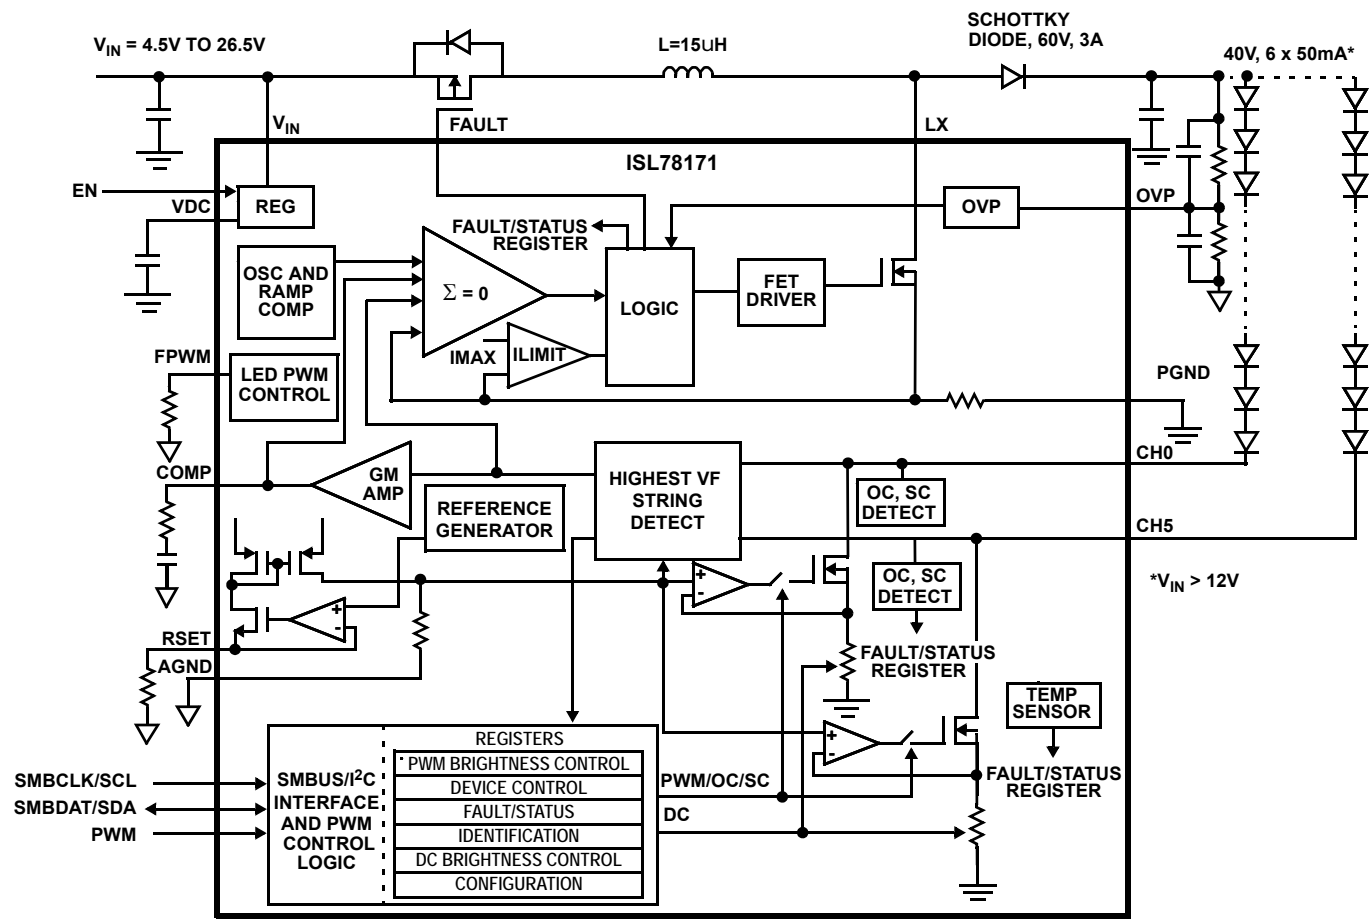 V_IN = 4.5V TO 26.5V
L=15uH
SCHOTTKY
DIODE, 60V, 3A
40V, 6 x 50mA*
V_IN
FAULT
LX
ISL78171
EN
VDC
REG
OVP
OVP
FAULT/STATUS
REGISTER
OSC AND
RAMP
COMP
Σ = 0
LOGIC
FET
DRIVER
IMAX
ILIMIT
FPWM
LED PWM
CONTROL
PGND
COMP
GM
AMP
HIGHEST VF
STRING
DETECT
CH0
OC, SC
DETECT
REFERENCE
GENERATOR
CH5
+
-
OC, SC
DETECT
*V_IN > 12V
+
-
RSET
AGND
FAULT/STATUS
REGISTER
TEMP
SENSOR
+
-
REGISTERS
PWM BRIGHTNESS CONTROL
DEVICE CONTROL
FAULT/STATUS
IDENTIFICATION
DC BRIGHTNESS CONTROL
CONFIGURATION
SMBUS/I²C
INTERFACE
AND PWM
CONTROL
LOGIC
SMBCLK/SCL
SMBDAT/SDA
PWM
PWM/OC/SC
DC
FAULT/STATUS
REGISTER